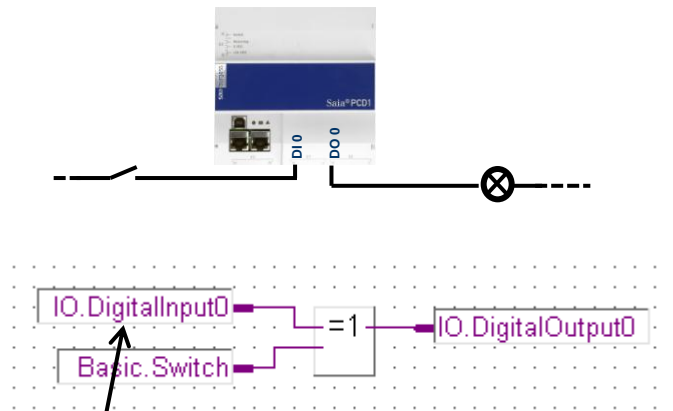 Saia®PCD1
DI 0
DO 0
IO.DigitalInput0
=1
IO.DigitalOutput0
Basic.Switch